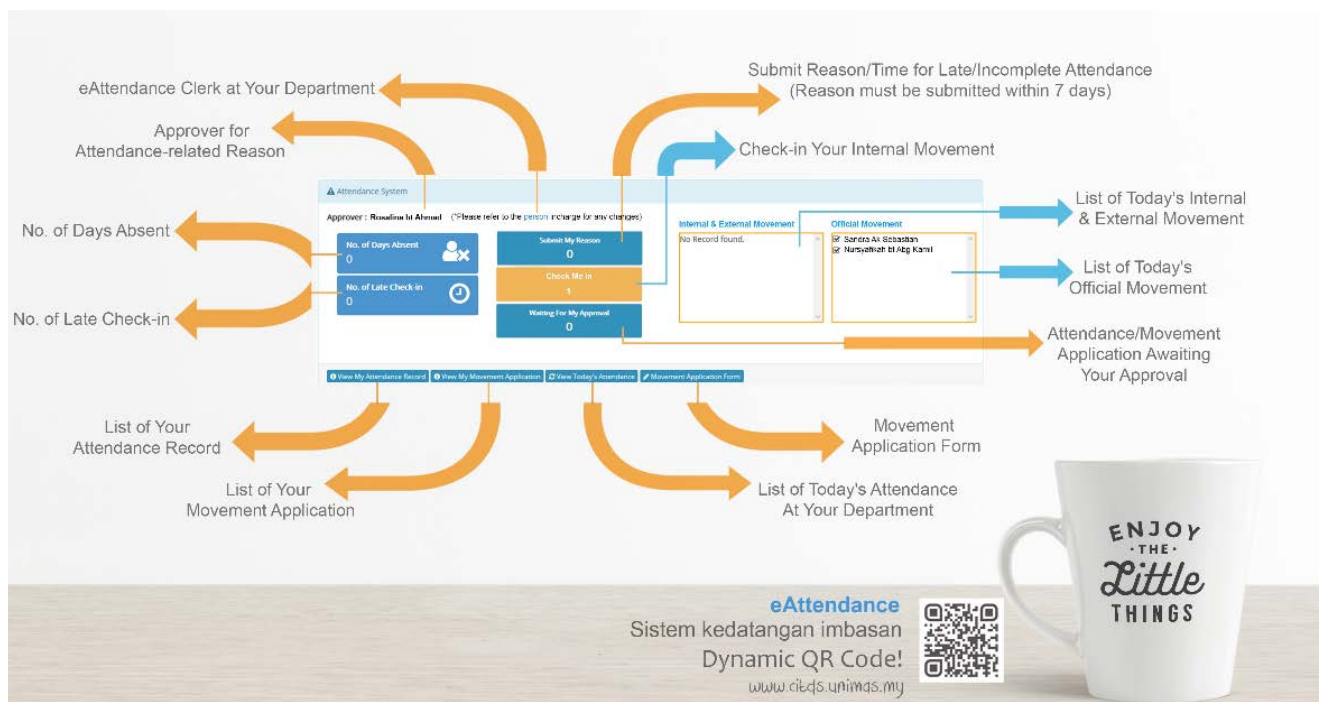 eAttendance Clerk at Your Department
Submit Reason/Time for Late/Incomplete Attendance
(Reason must be submitted within 7 days)
Approver for
Attendance-related Reason
Check-in Your Internal Movement
Attendance System
Approver : Rosalina bt Ahmad (*Please refer to the person incharge for any changes)
No. of Days Absent
No. of Days Absent
0
No. of Late Check-in
0
No. of Late Check-in
Submit My Reason
0
Check Me In
1
Waiting For My Approval
0
Internal & External Movement
No Record found.
Official Movement
Sandra Ak Sebastian
Nursyafikah bt Abg Kamil
List of Today's Internal
& External Movement
List of Today's
Official Movement
Attendance/Movement
Application Awaiting
Your Approval
View My Attendance Record View My Movement Application View Today's Attendance Movement Application Form
List of Your
Attendance Record
Movement
Application Form
List of Your
Movement Application
List of Today's Attendance
At Your Department
ENJOY
·THE·
Little
THINGS
eAttendance
Sistem kedatangan imbasan
Dynamic QR Code!
www.citds.unimas.my